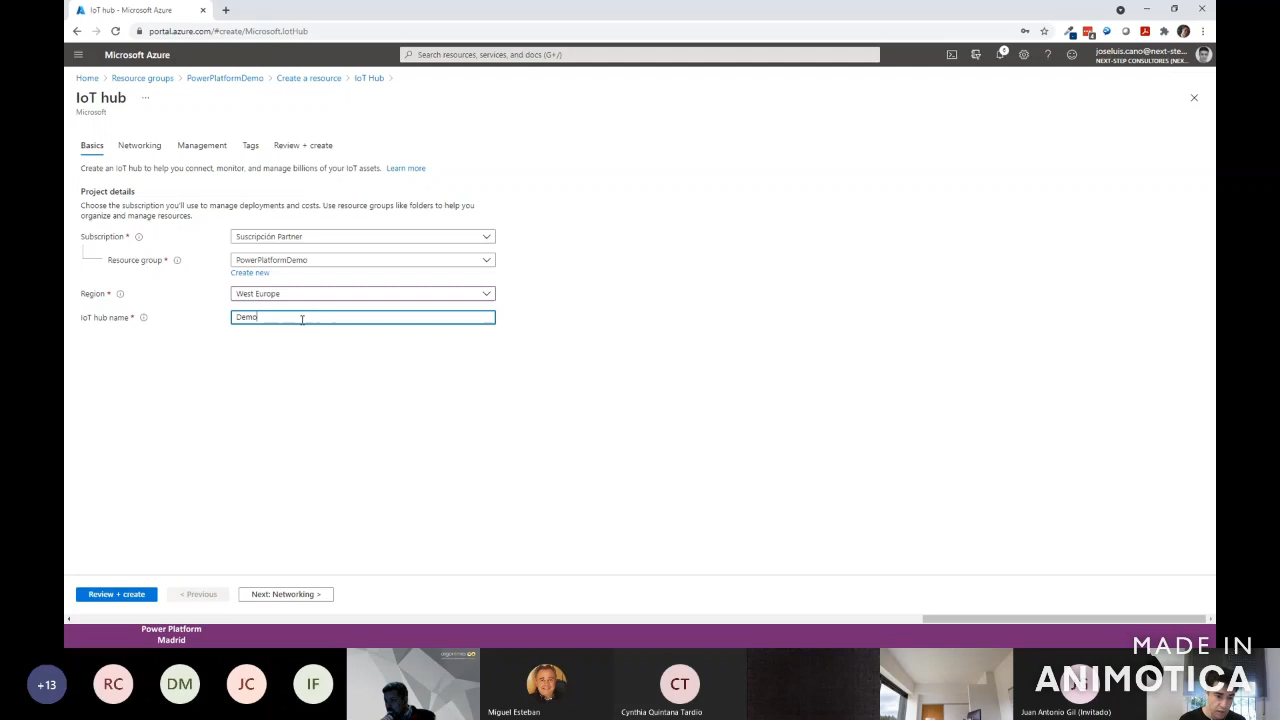 IoT hub - Microsoft Azure
portal.azure.com/#create/Microsoft.IotHub
Microsoft Azure
Search resources, services, and docs (G+/)
joseluis.cano@next-ste...
NEXT-STEP CONSULTORES (NEX...
Home > Resource groups > PowerPlatformDemo > Create a resource > IoT Hub >
IoT hub ...
Microsoft
Basics Networking Management Tags Review + create
Create an IoT hub to help you connect, monitor, and manage billions of your IoT assets. Learn more
Project details
Choose the subscription you'll use to manage deployments and costs. Use resource groups like folders to help you
organize and manage resources.
Subscription *
Suscripción Partner
Resource group *
PowerPlatformDemo
Create new
Region *
West Europe
IoT hub name *
Demo
Review + create
< Previous
Next: Networking >
Power Platform
Madrid
MADE IN
ANIMOTICA
+13
RC
DM
JC
IF
CT
Miguel Esteban
Cynthia Quintana Tardio
Juan Antonio Gil (Invitado)